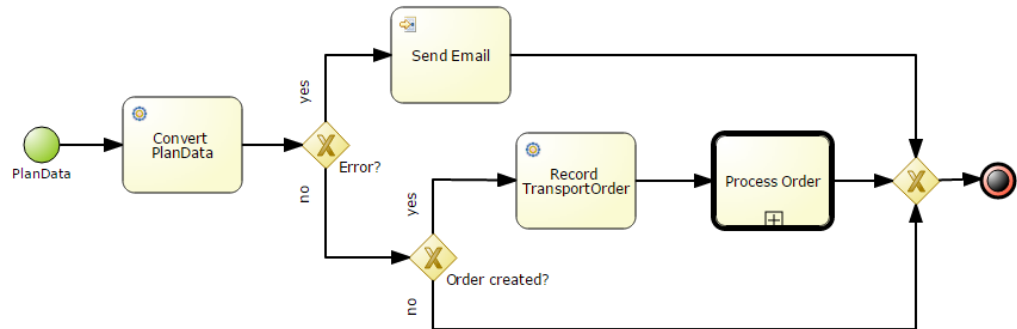 Send Email
yes
Convert
PlanData
PlanData
Error?
no
yes
Record
TransportOrder
Process Order
Order created?
no